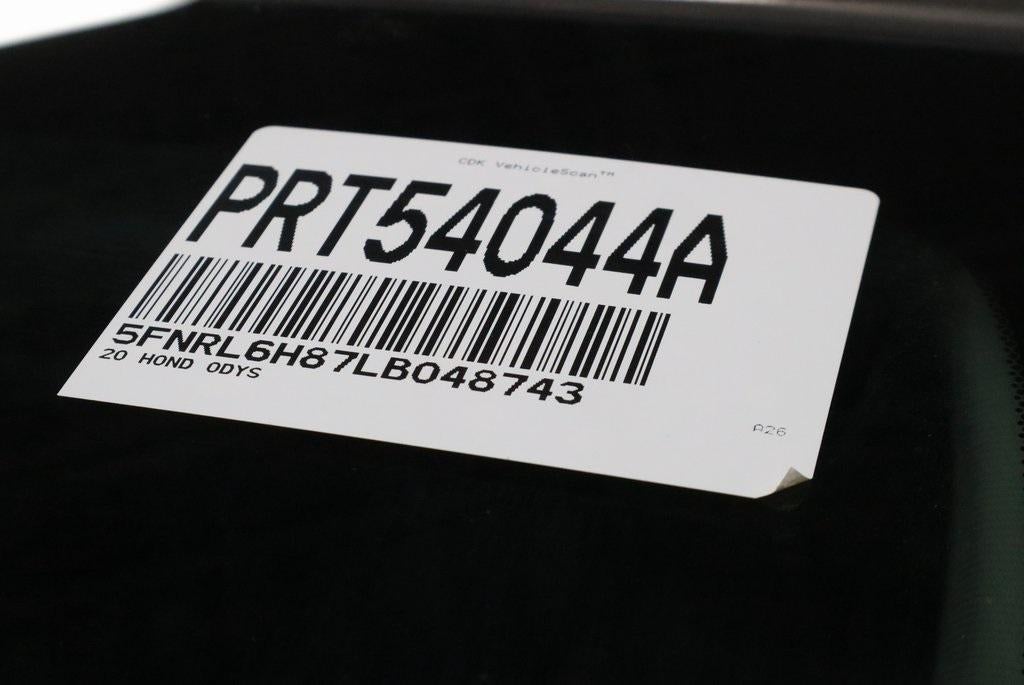 CDK VehicleScan™
PRT54044A
5FNRL6H87LB048743
20 HOND ODYS
A26